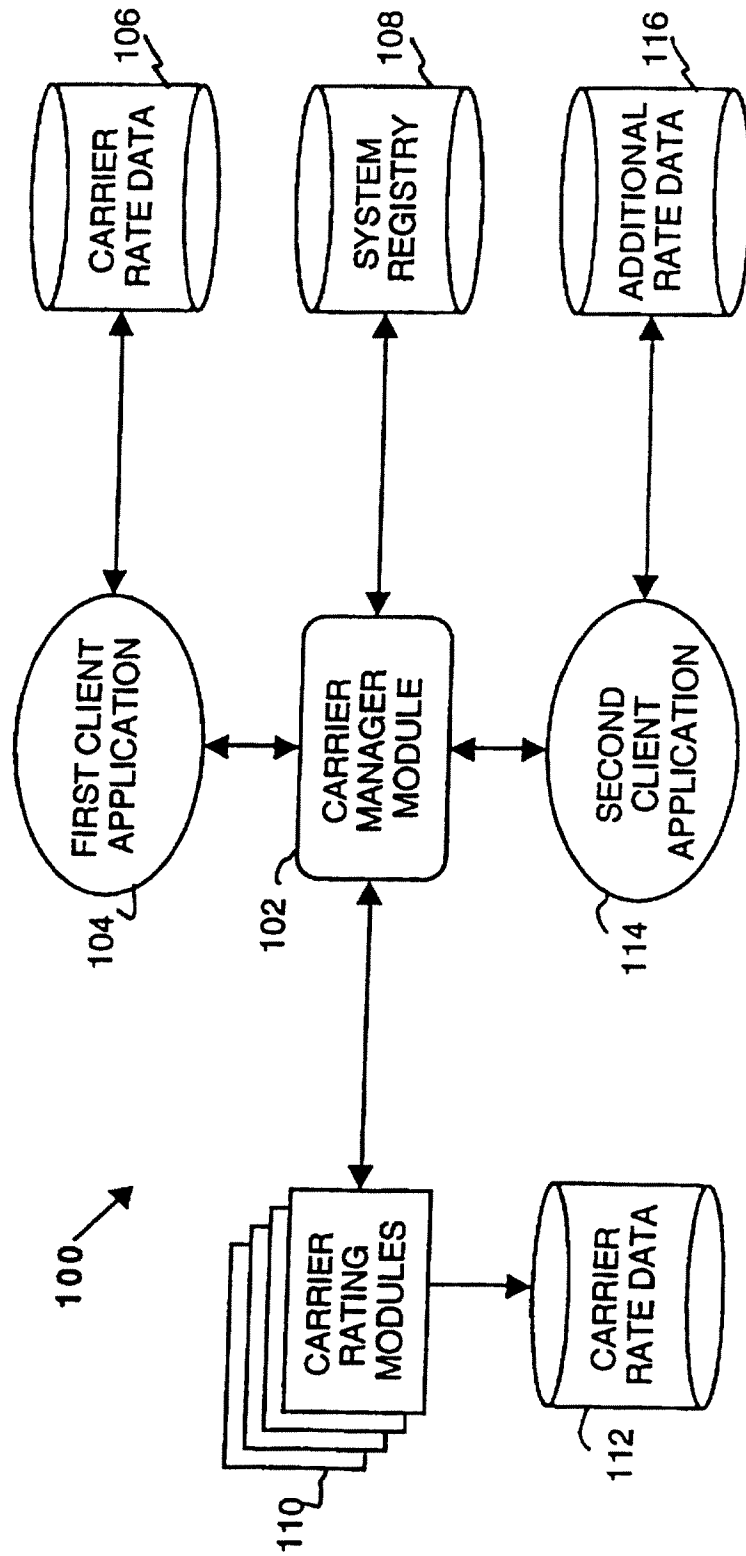 100
CARRIER
RATING
MODULES
110
CARRIER
RATE DATA
112
FIRST CLIENT
APPLICATION
104
CARRIER
MANAGER
MODULE
102
SECOND
CLIENT
APPLICATION
114
CARRIER
RATE DATA
106
SYSTEM
REGISTRY
108
ADDITIONAL
RATE DATA
116